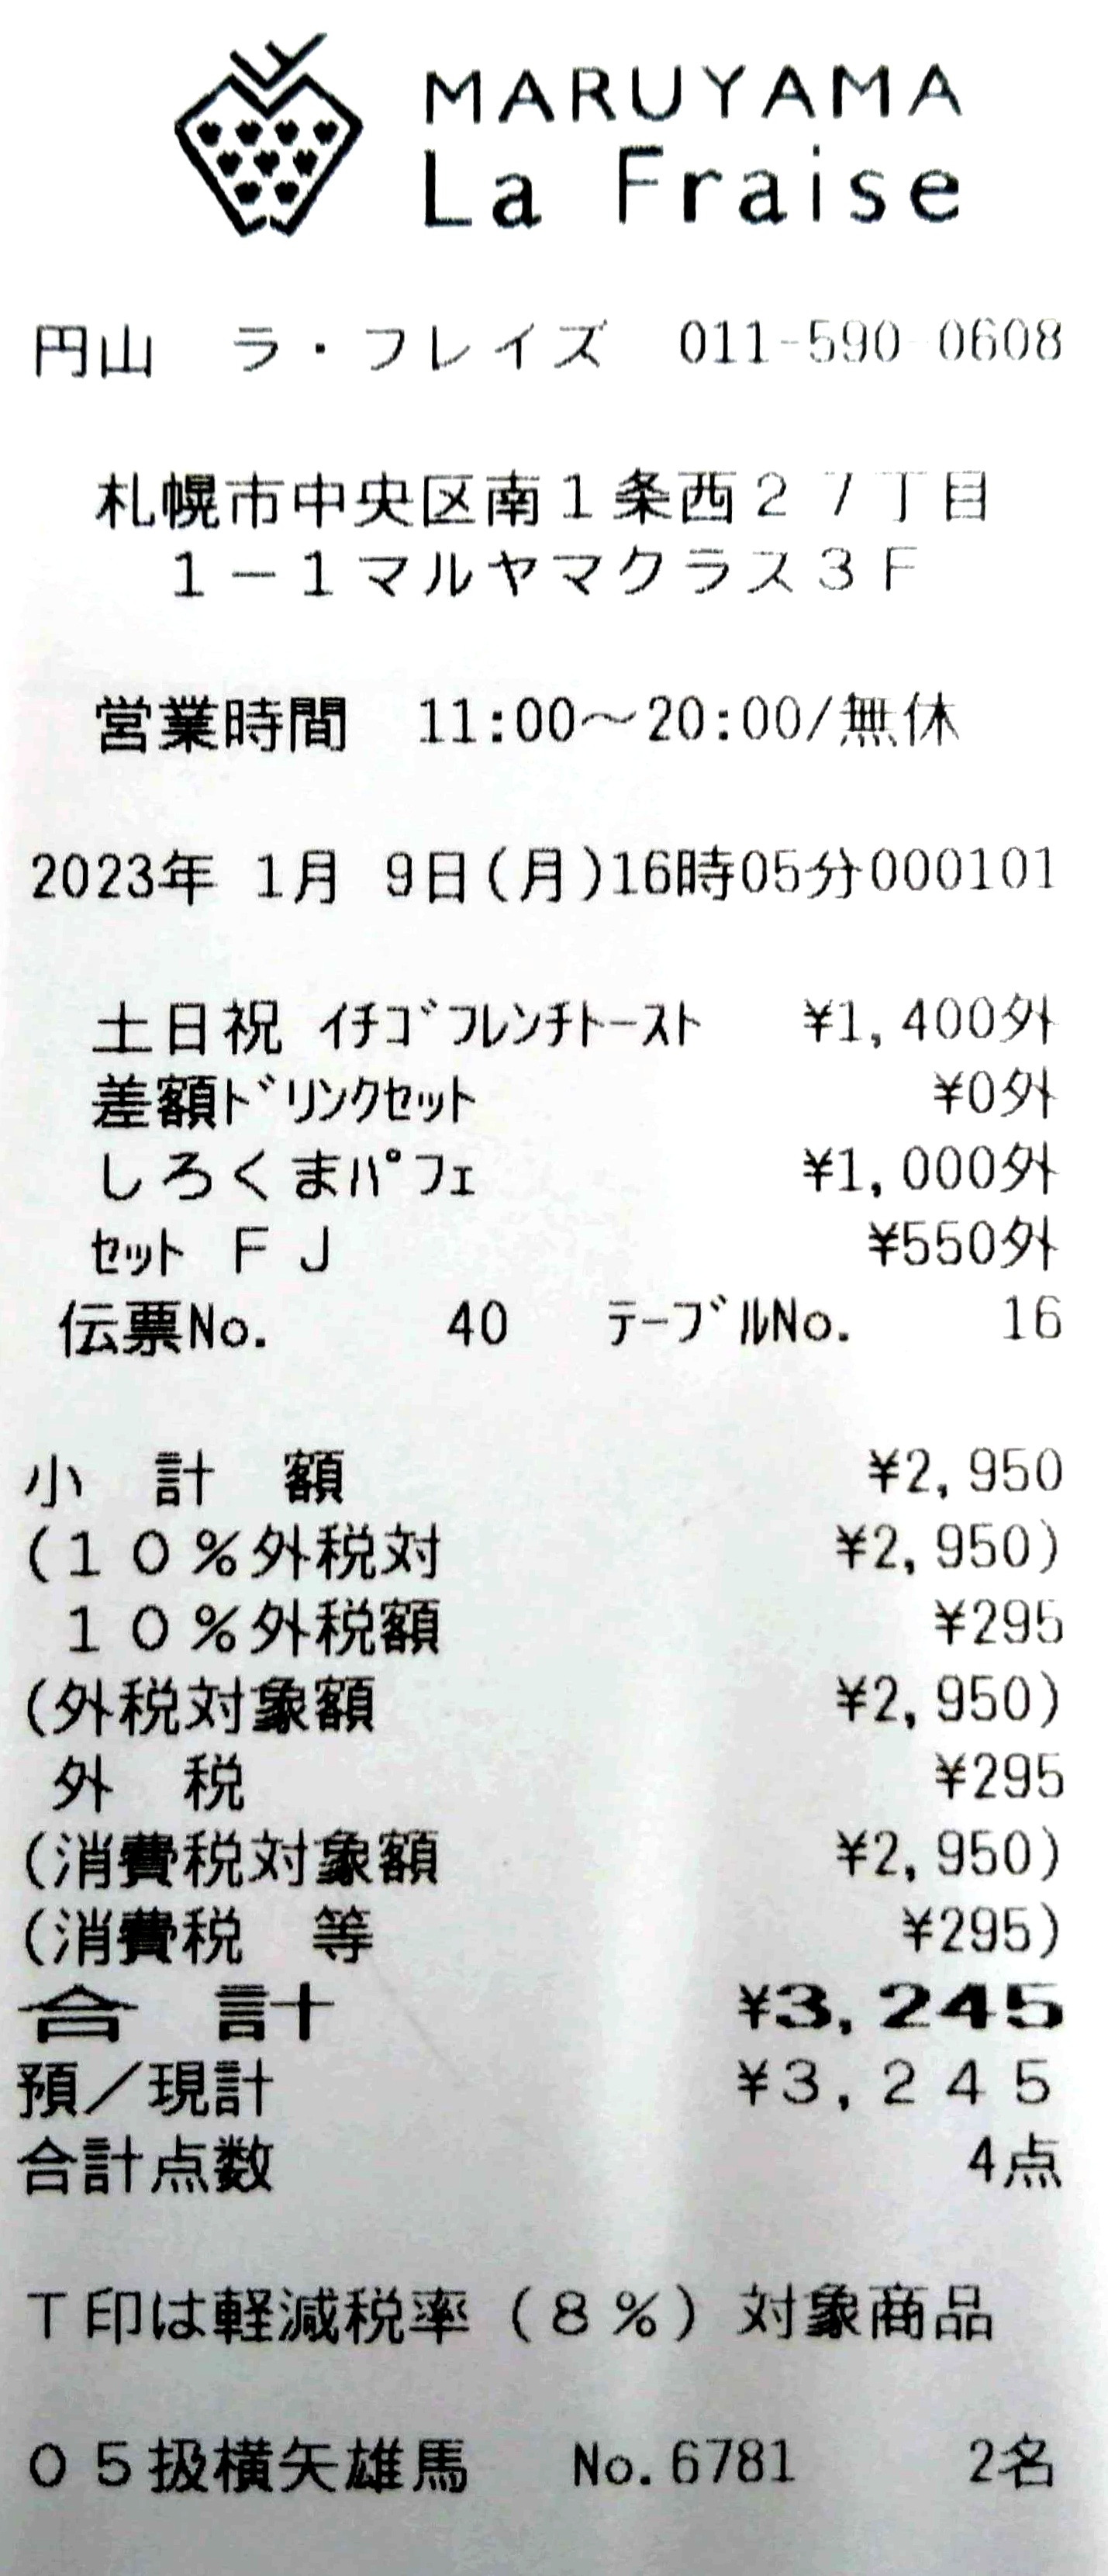 MARUYAMA
La Fraise
円山　ラ・フレイズ　011-590-0608
札幌市中央区南１条西２７丁目
１－１マルヤマクラス３Ｆ
営業時間　11:00～20:00/無休
2023年 1月 9日(月)16時05分000101
土日祝 ｲﾁｺﾞﾌﾚﾝﾁﾄｰｽﾄ ¥1,400外
差額ﾄﾞﾘﾝｸｾｯﾄ ¥0外
しろくまﾊﾟﾌｪ ¥1,000外
ｾｯﾄ ＦＪ ¥550外
伝票No. 40 ﾃｰﾌﾞﾙNo. 16
小　計　額 ¥2,950
(１０％外税対 ¥2,950)
１０％外税額 ¥295
(外税対象額 ¥2,950)
外　税 ¥295
(消費税対象額 ¥2,950)
(消費税　等 ¥295)
合　計 ¥3,245
預／現計 ¥３,２４５
合計点数 4点
Ｔ印は軽減税率（８％）対象商品
０５扱横矢雄馬 No.6781 2名